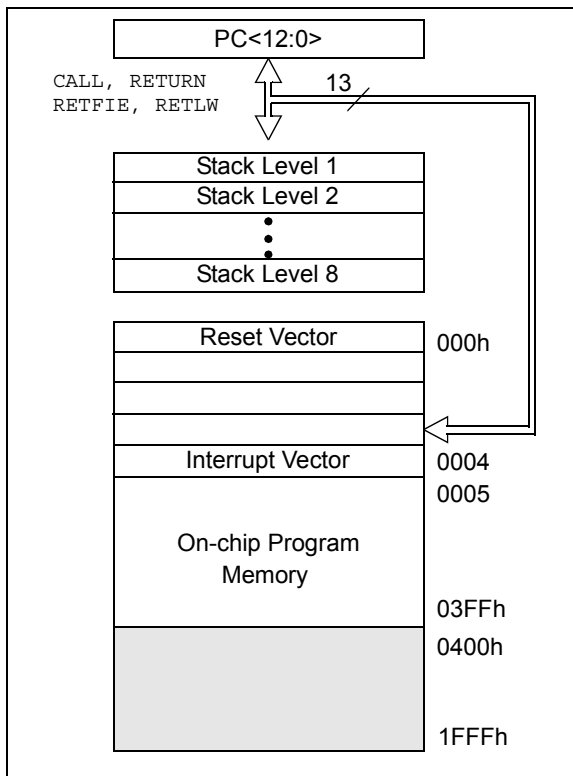 PC<12:0>
CALL, RETURN
RETFIE, RETLW
13
Stack Level 1
Stack Level 2
Stack Level 8
Reset Vector
000h
Interrupt Vector
0004
0005
On-chip Program
Memory
03FFh
0400h
1FFFh